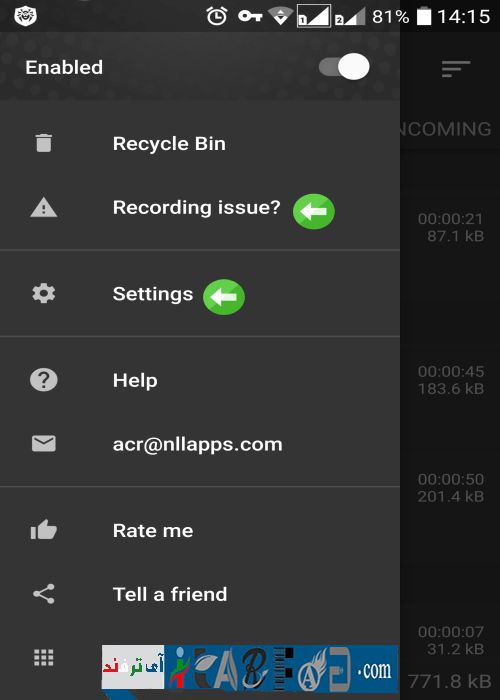 81% 14:15
Enabled
NCOMING
Recycle Bin
Recording issue?
00:00:21
87.1 kB
Settings
00:00:45
183.6 kB
Help
acr@nllapps.com
00:00:50
201.4 kB
Rate me
Tell a friend
00:00:07
31.2 kB
آی ترفند
.com
771.8 kB